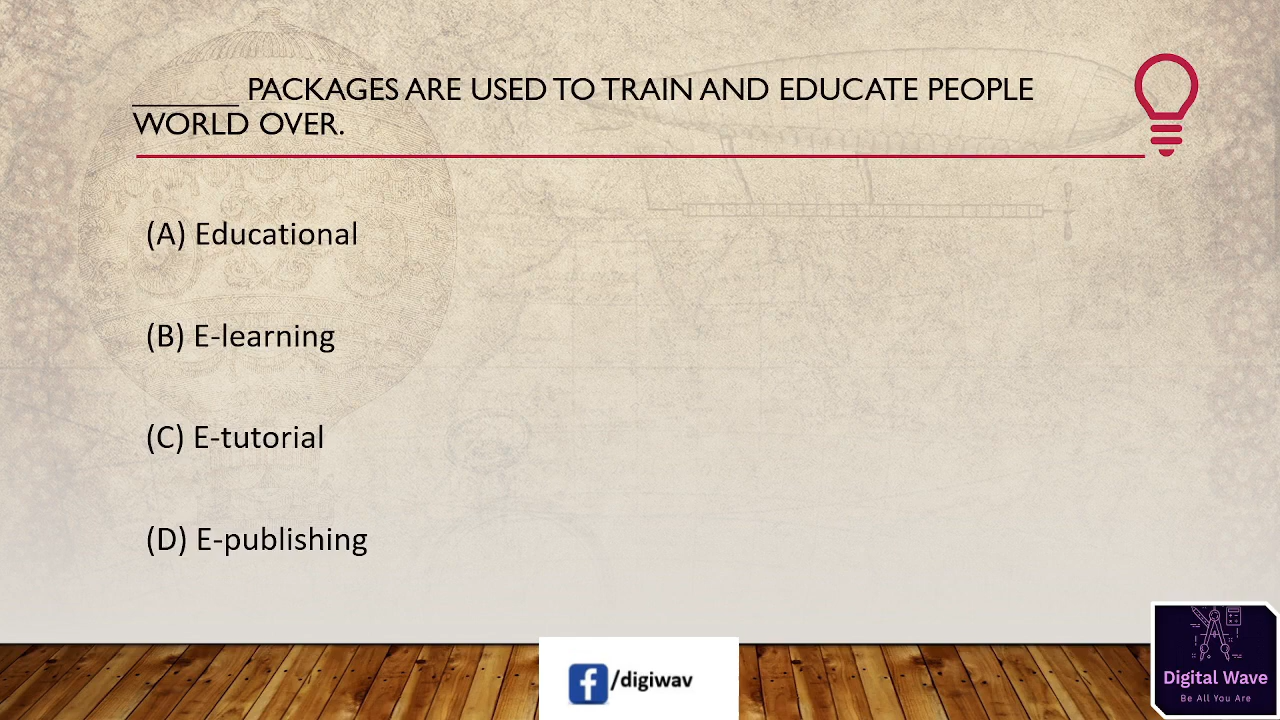 _______ PACKAGES ARE USED TO TRAIN AND EDUCATE PEOPLE
WORLD OVER.
(A) Educational
(B) E-learning
(C) E-tutorial
(D) E-publishing
f/digiwav
Digital Wave
Be All You Are